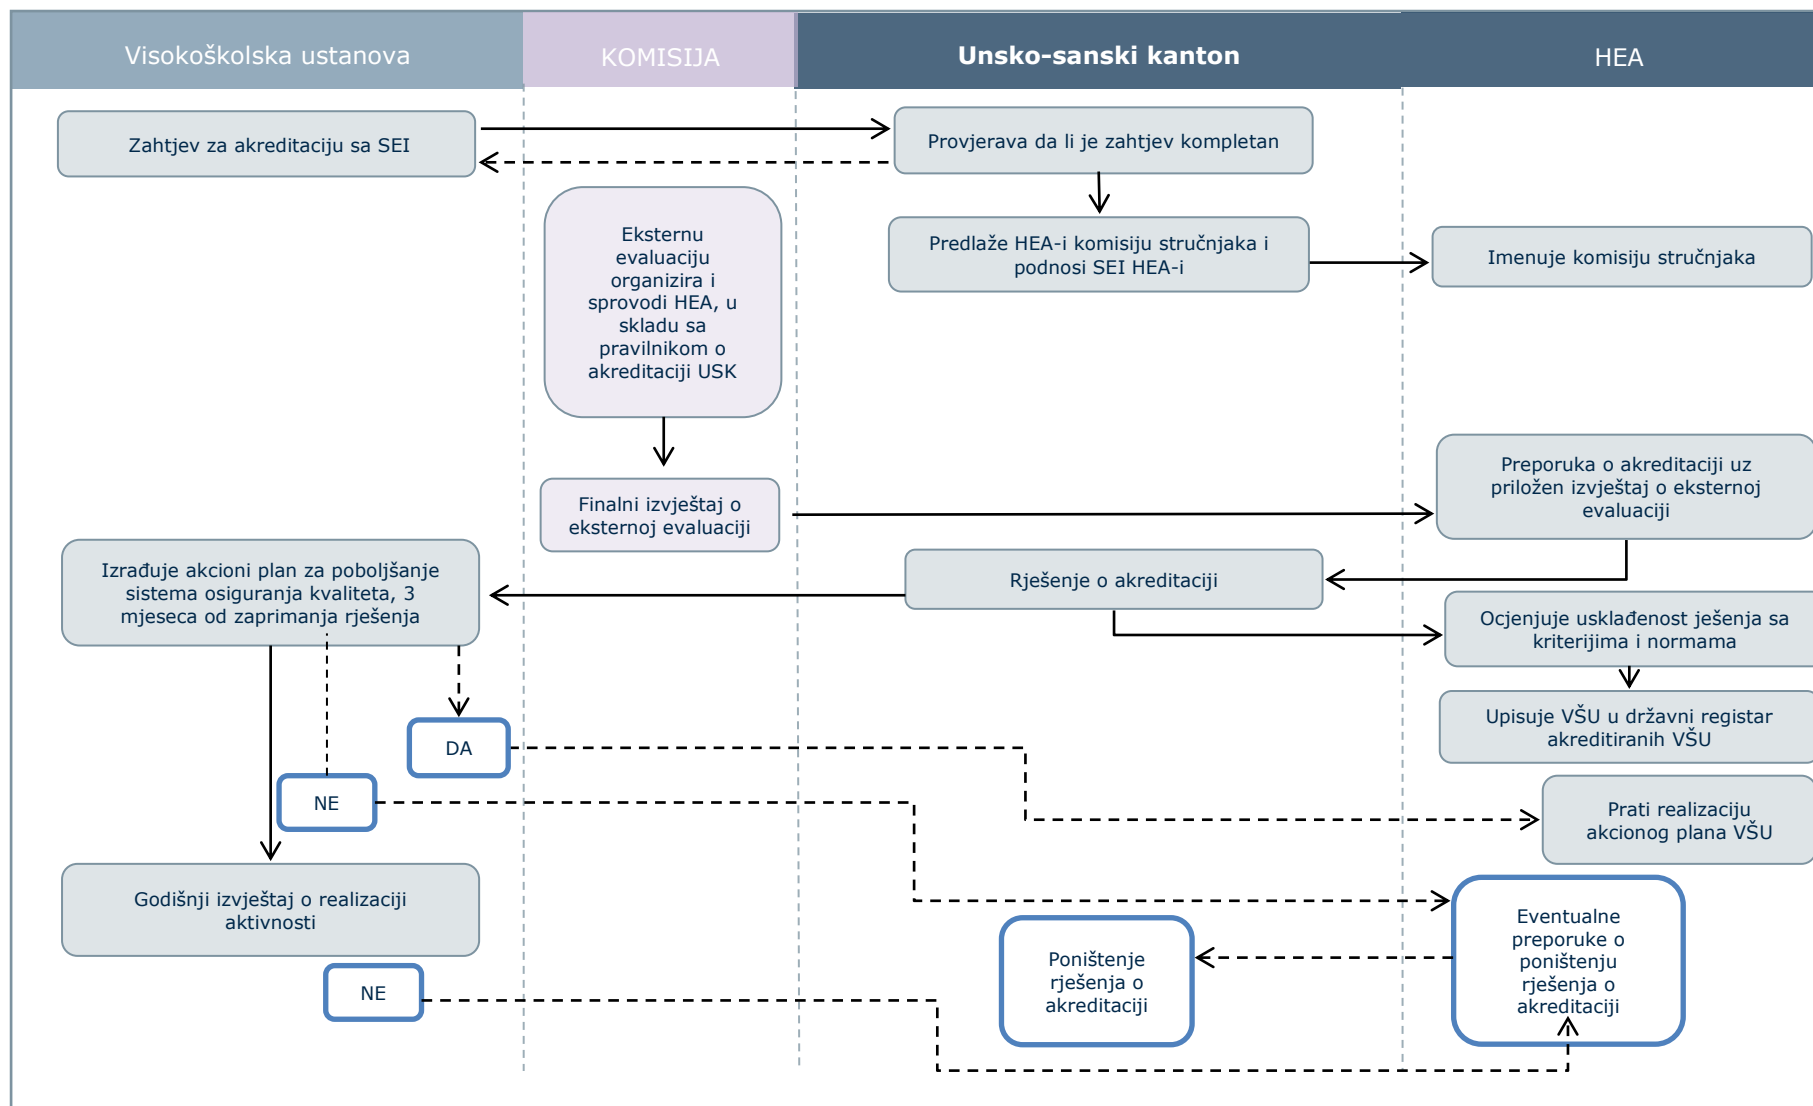 Visokoškolska ustanova
KOMISIJA
Unsko-sanski kanton
HEA
Zahtjev za akreditaciju sa SEI
Provjerava da li je zahtjev kompletan
Eksternu
evaluaciju
organizira i
sprovodi HEA, u
skladu sa
pravilnikom o
akreditaciji USK
Predlaže HEA-i komisiju stručnjaka i
podnosi SEI HEA-i
Imenuje komisiju stručnjaka
Finalni izvještaj o
eksternoj evaluaciji
Preporuka o akreditaciji uz
priložen izvještaj o eksternoj
evaluaciji
Izrađuje akcioni plan za poboljšanje
sistema osiguranja kvaliteta, 3
mjeseca od zaprimanja rješenja
Rješenje o akreditaciji
Ocjenjuje usklađenost ješenja sa
kriterijima i normama
Upisuje VŠU u državni registar
akreditiranih VŠU
DA
NE
Prati realizaciju
akcionog plana VŠU
Godišnji izvještaj o realizaciji
aktivnosti
NE
Poništenje
rješenja o
akreditaciji
Eventualne
preporuke o
poništenju
rješenja o
akreditaciji